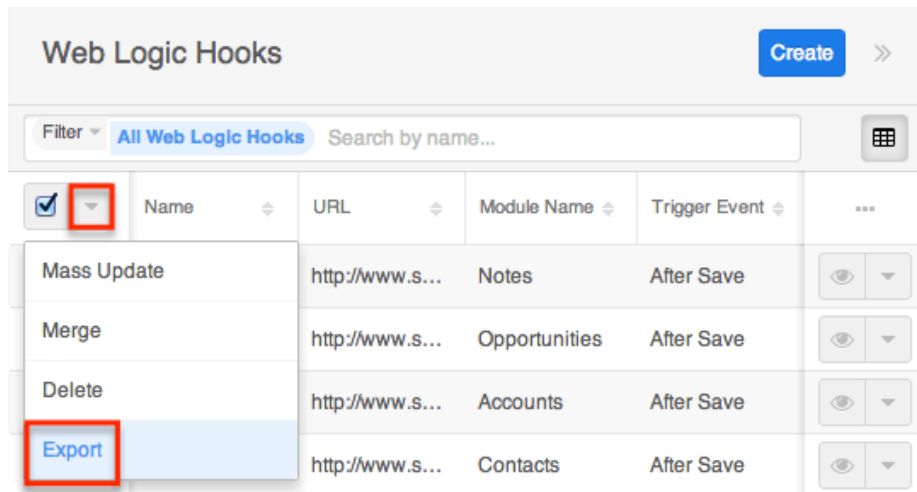 Web Logic Hooks Create
Filter All Web Logic Hooks Search by name...
Name URL Module Name Trigger Event
Mass Update http://www.s... Notes After Save
Merge http://www.s... Opportunities After Save
Delete http://www.s... Accounts After Save
Export http://www.s... Contacts After Save